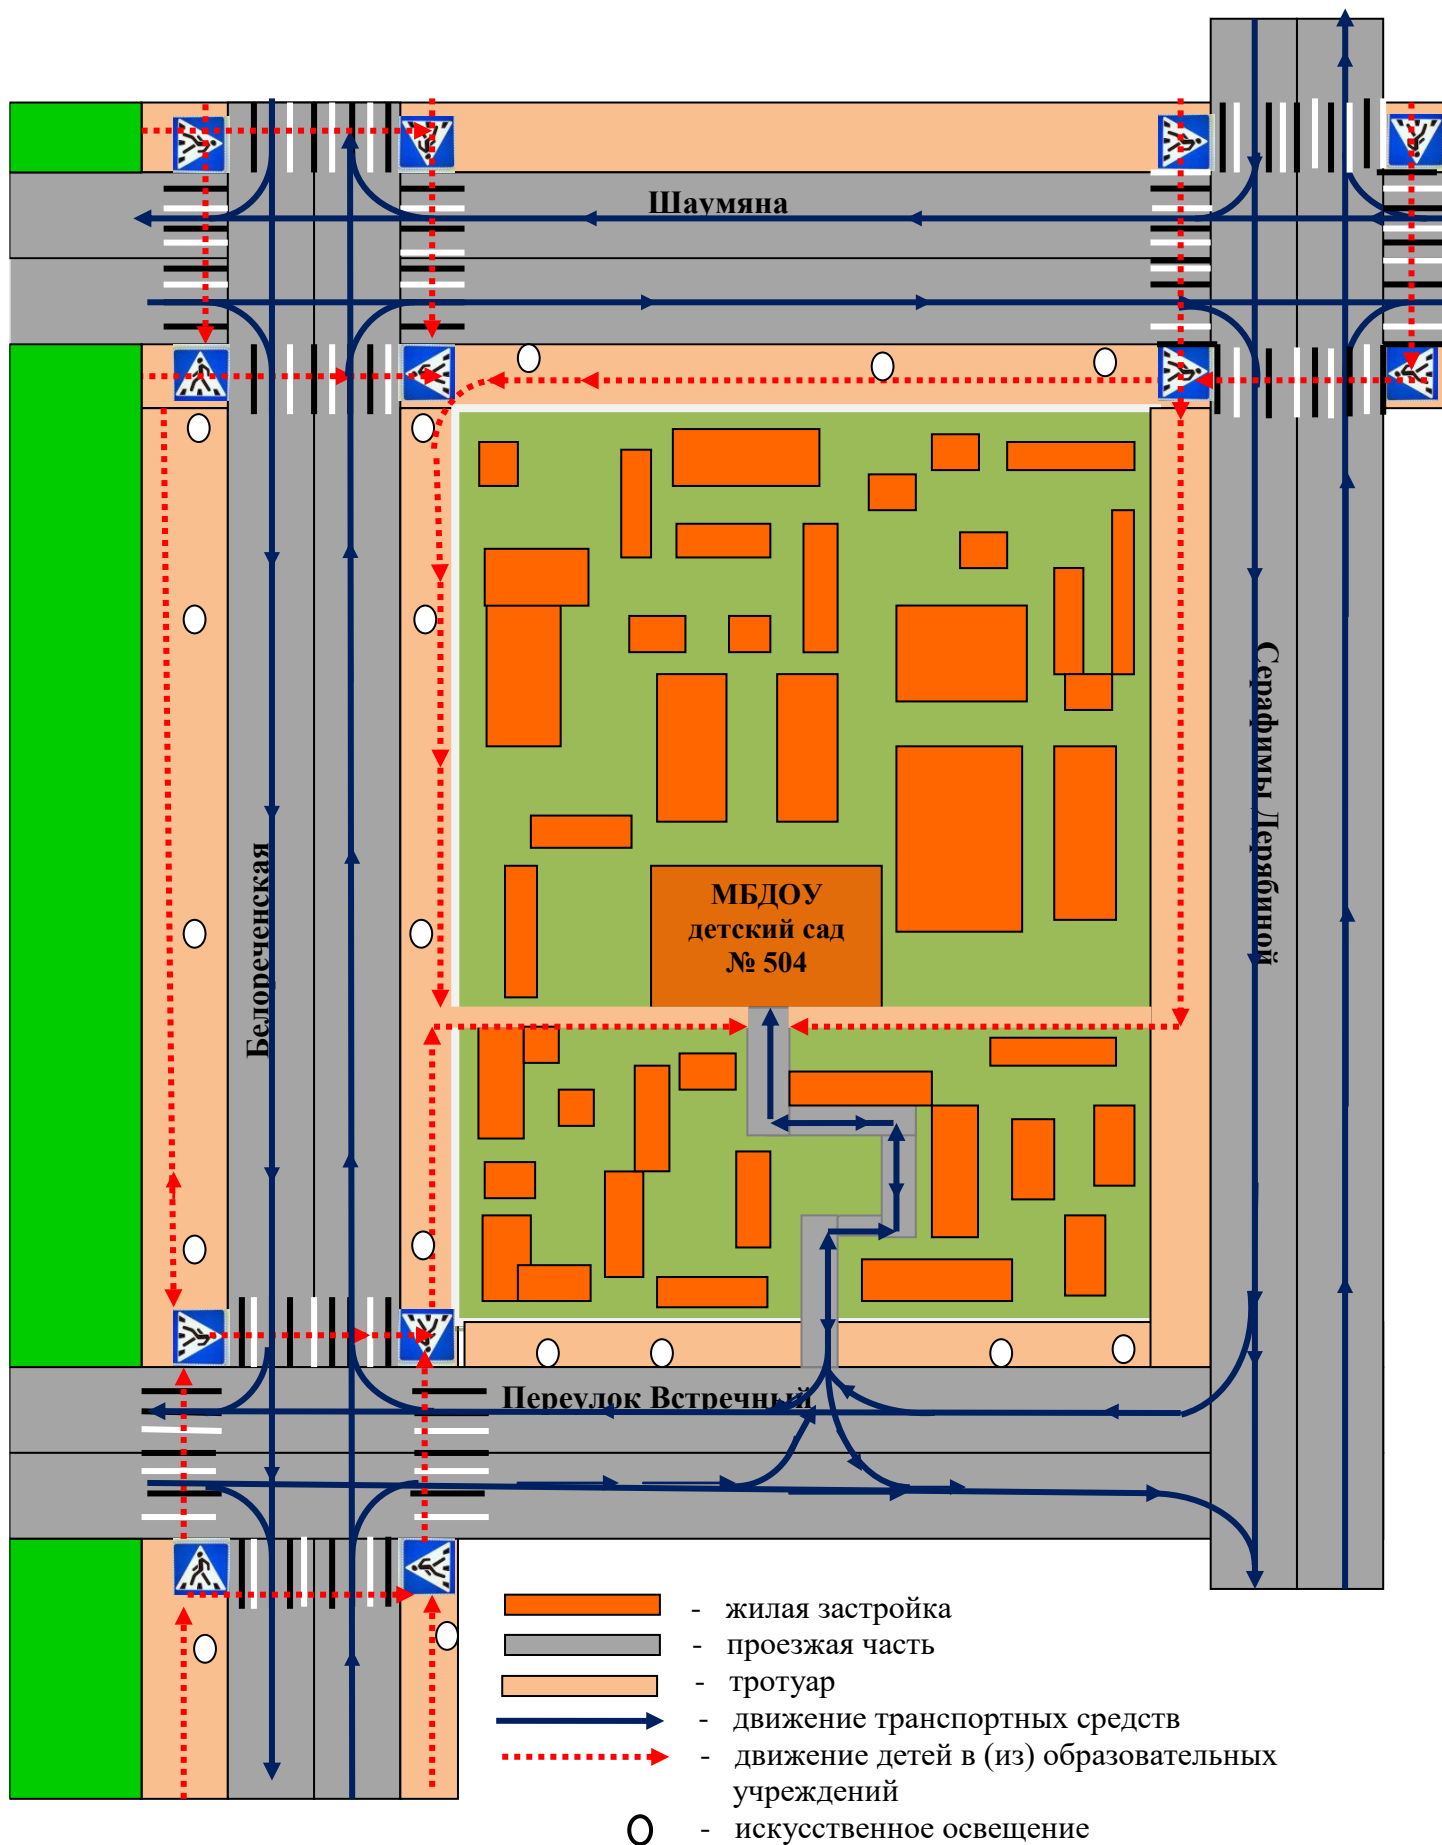 Шаумяна
Серафимы Дерябиной
Белореченская
МБДОУ
детский сад
№ 504
Переулок Встречный
- жилая застройка
- проезжая часть
- тротуар
- движение транспортных средств
- движение детей в (из) образовательных
учреждений
- искусственное освещение